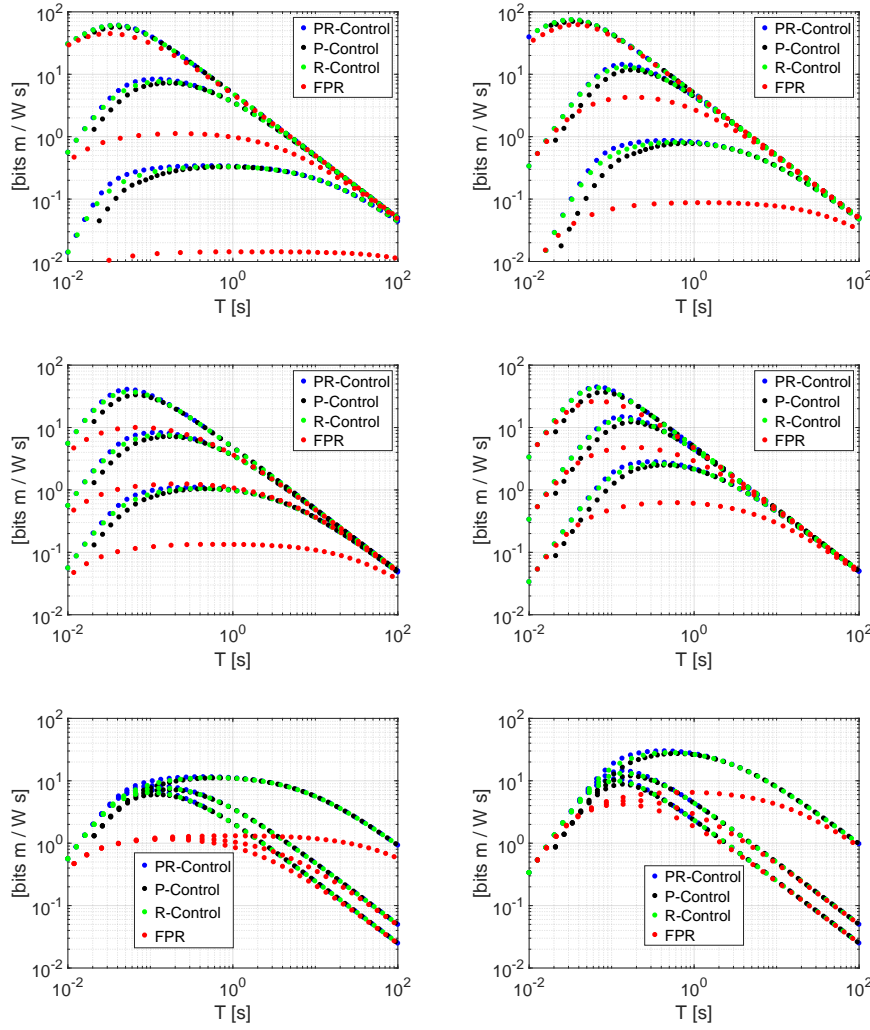 10^2
10^1
10^0
10^-1
10^-2
[bits m / W s]
PR-Control
P-Control
R-Control
FPR
10^-2
10^0
10^2
T [s]
10^2
10^1
10^0
10^-1
10^-2
[bits m / W s]
PR-Control
P-Control
R-Control
FPR
10^-2
10^0
10^2
T [s]
10^2
10^1
10^0
10^-1
10^-2
[bits m / W s]
PR-Control
P-Control
R-Control
FPR
10^-2
10^0
10^2
T [s]
10^2
10^1
10^0
10^-1
10^-2
[bits m / W s]
PR-Control
P-Control
R-Control
FPR
10^-2
10^0
10^2
T [s]
10^2
10^1
10^0
10^-1
10^-2
[bits m / W s]
PR-Control
P-Control
R-Control
FPR
10^-2
10^0
10^2
T [s]
10^2
10^1
10^0
10^-1
10^-2
[bits m / W s]
PR-Control
P-Control
R-Control
FPR
10^-2
10^0
10^2
T [s]